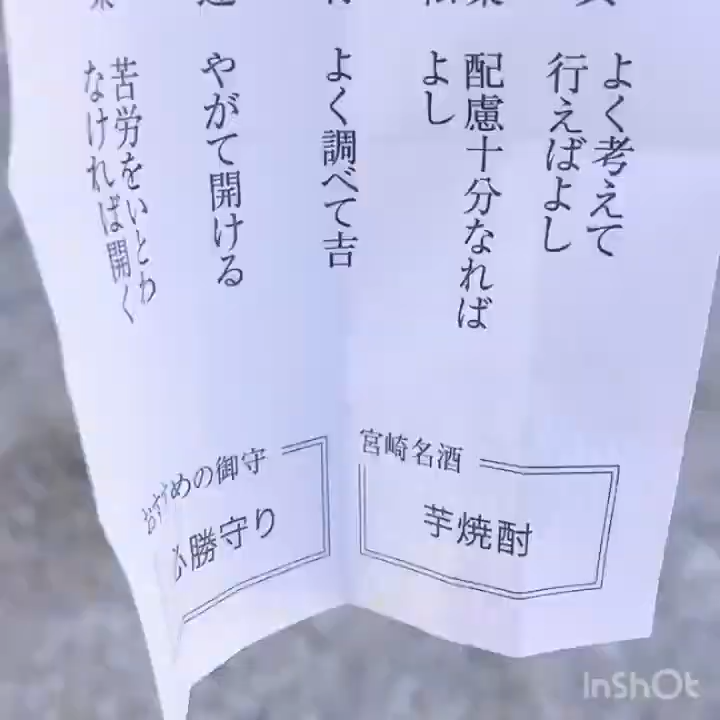 よく考えて
行えばよし
配慮十分なれば
よし
よく調べて吉
やがて開ける
苦労をいとわ
なければ開く
宮崎名酒
芋焼酎
おすすめの御守
必勝守り
InShOt